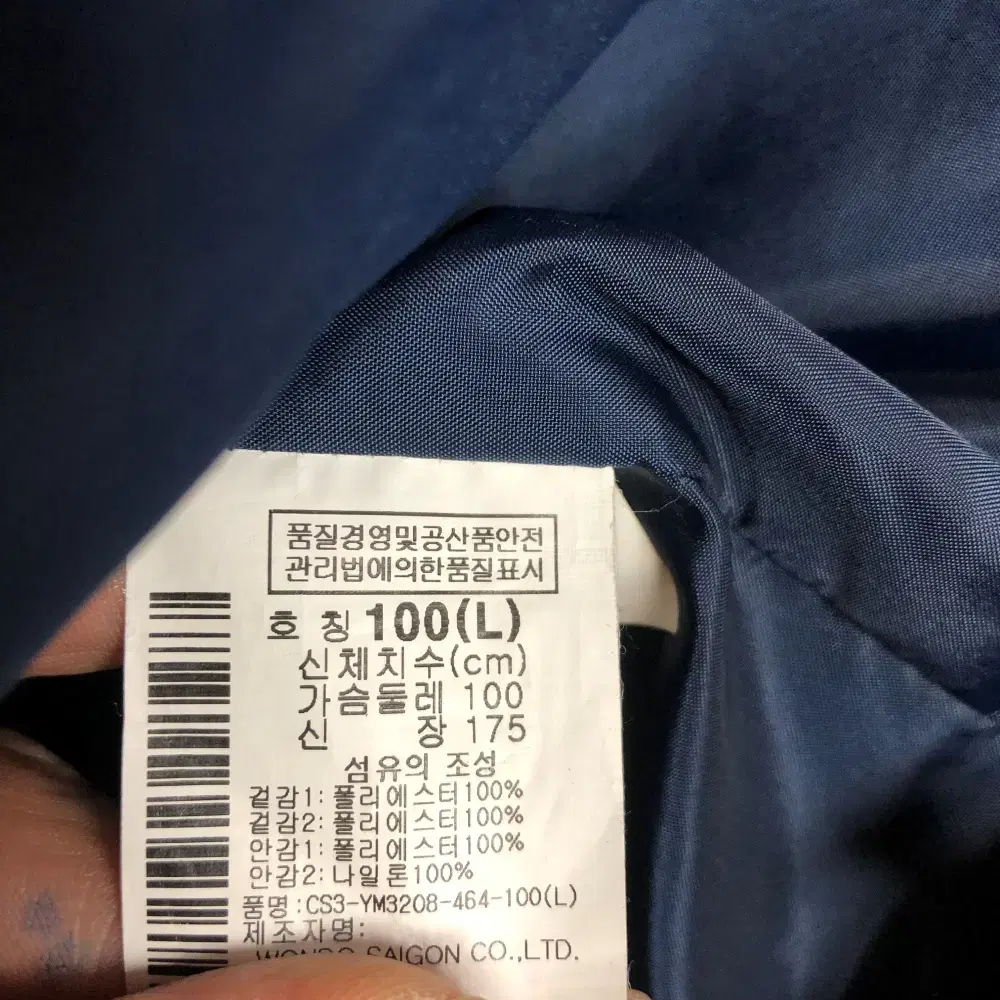 품질경영및공산품안전
관리법에의한품질표시
호 칭 100(L)
신체치수(cm)
가슴둘레 100
신 장 175
섬유의 조성
겉감1: 폴리에스터100%
겉감2: 폴리에스터100%
안감1: 폴리에스터100%
안감2: 나일론100%
품명:CS3-YM3208-464-100(L)
제조자명:
SAIGON CO.,LTD.